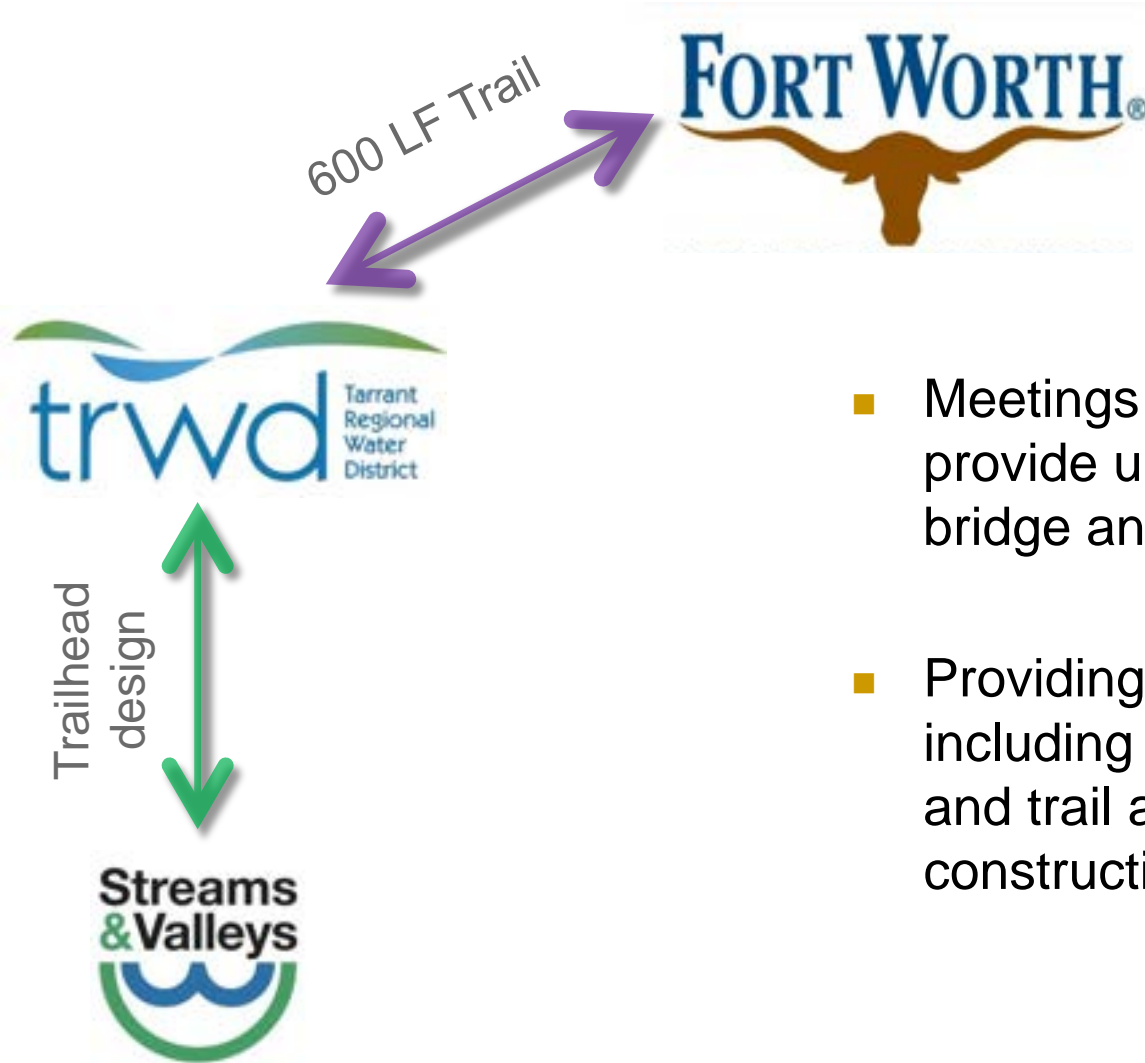 600 LF Trail
FORT WORTH®
trwd
Tarrant
Regional
Water
District
Trailhead
design
Streams
&Valleys
Meetings
provide u
bridge an
Providing
including
and trail a
constructi